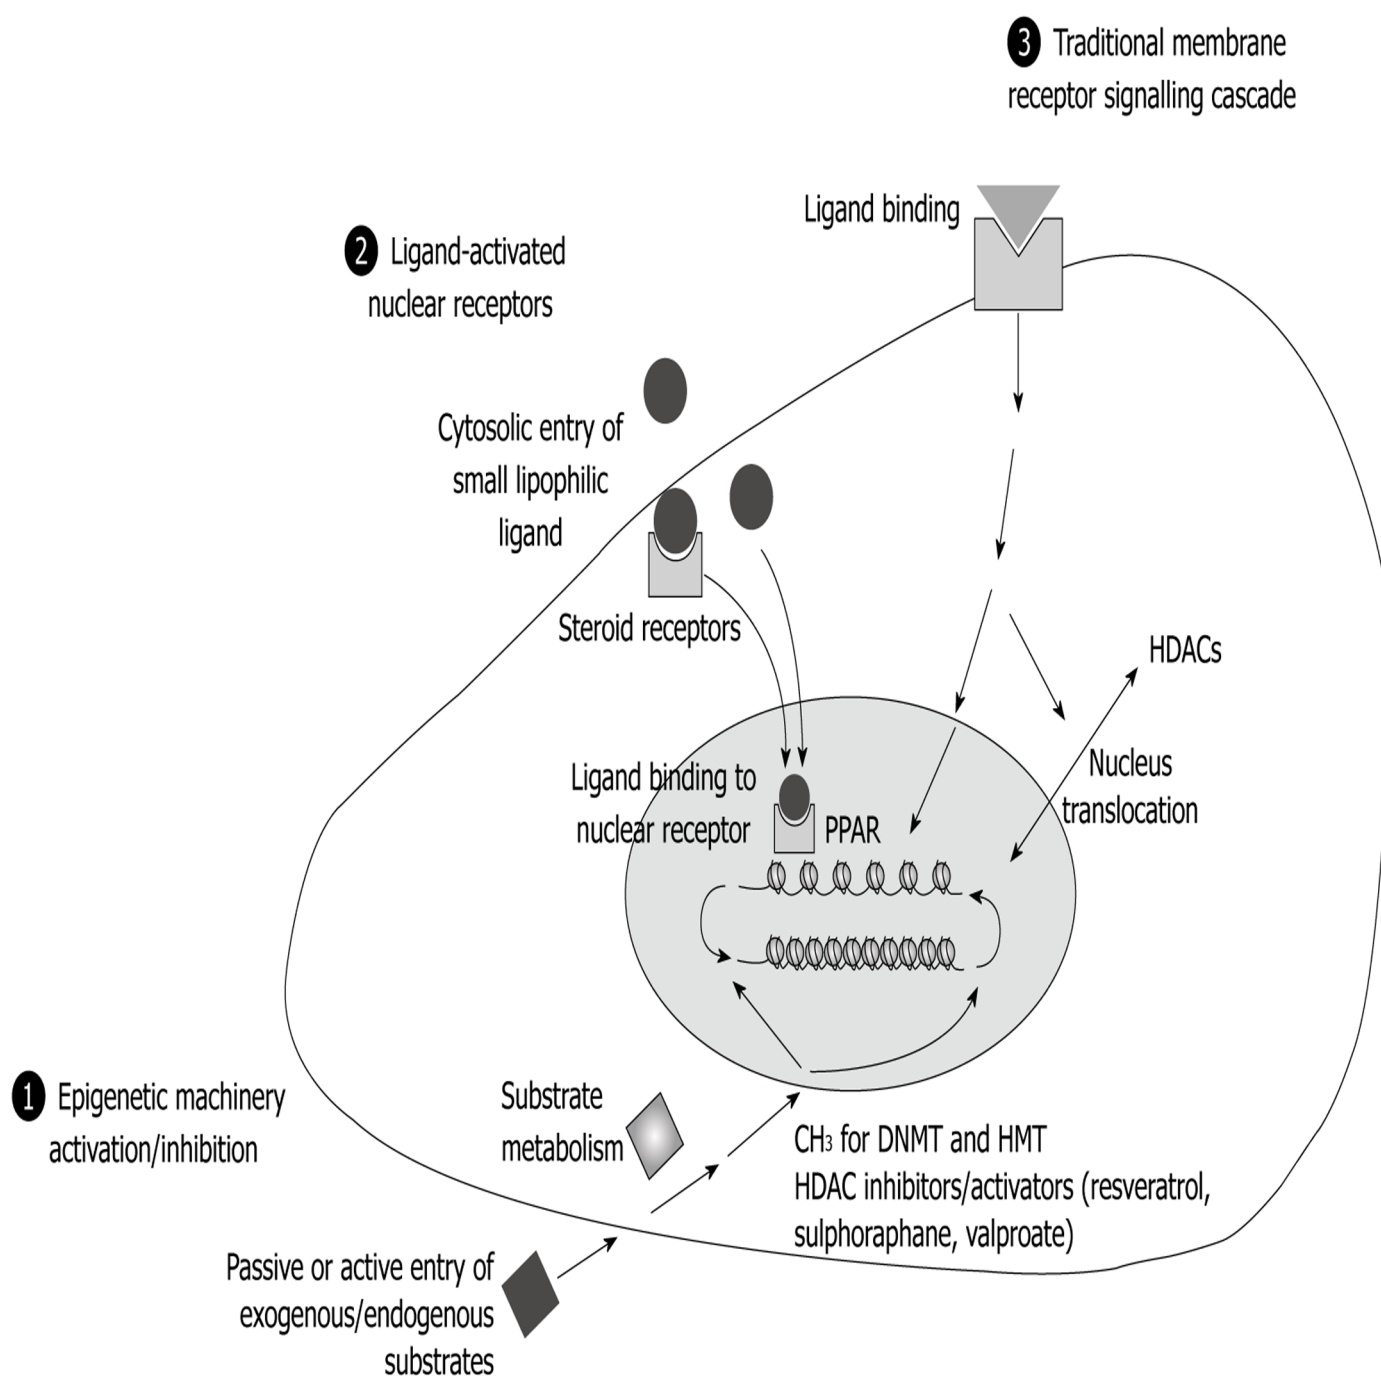 3 Traditional membrane
receptor signalling cascade
Ligand binding
2 Ligand-activated
nuclear receptors
Cytosolic entry of
small lipophilic
ligand
Steroid receptors
HDACs
Nucleus
translocation
Ligand binding to
nuclear receptor
PPAR
1 Epigenetic machinery
activation/inhibition
Substrate
metabolism
CH₃ for DNMT and HMT
HDAC inhibitors/activators (resveratrol,
sulphoraphane, valproate)
Passive or active entry of
exogenous/endogenous
substrates